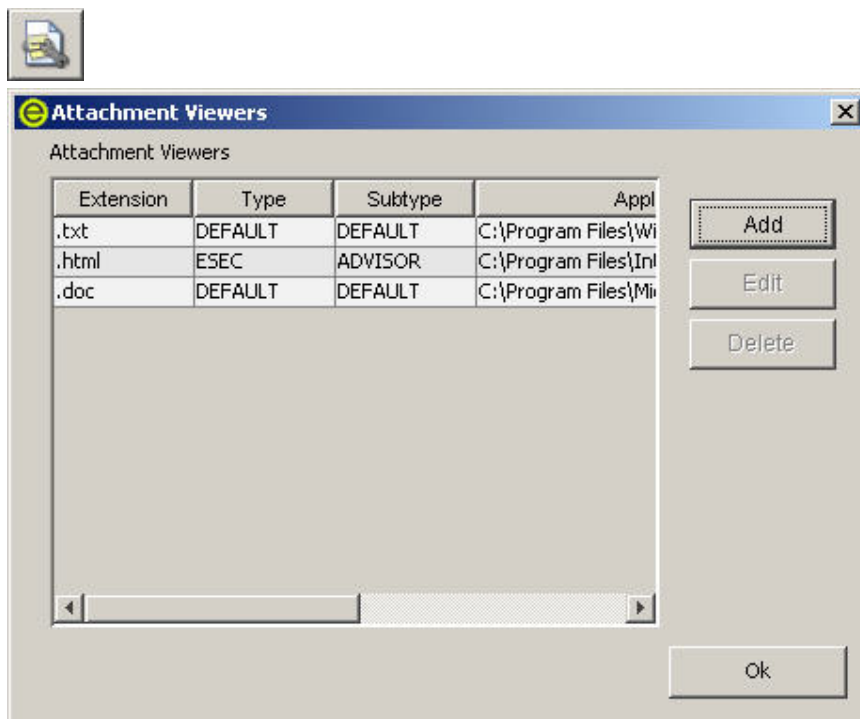 Attachment Viewers
Attachment Viewers
Extension Type Subtype Appl
.txt DEFAULT DEFAULT C:\Program Files\Wi
.html ESEC ADVISOR C:\Program Files\Int
.doc DEFAULT DEFAULT C:\Program Files\Mi
Add
Edit
Delete
Ok